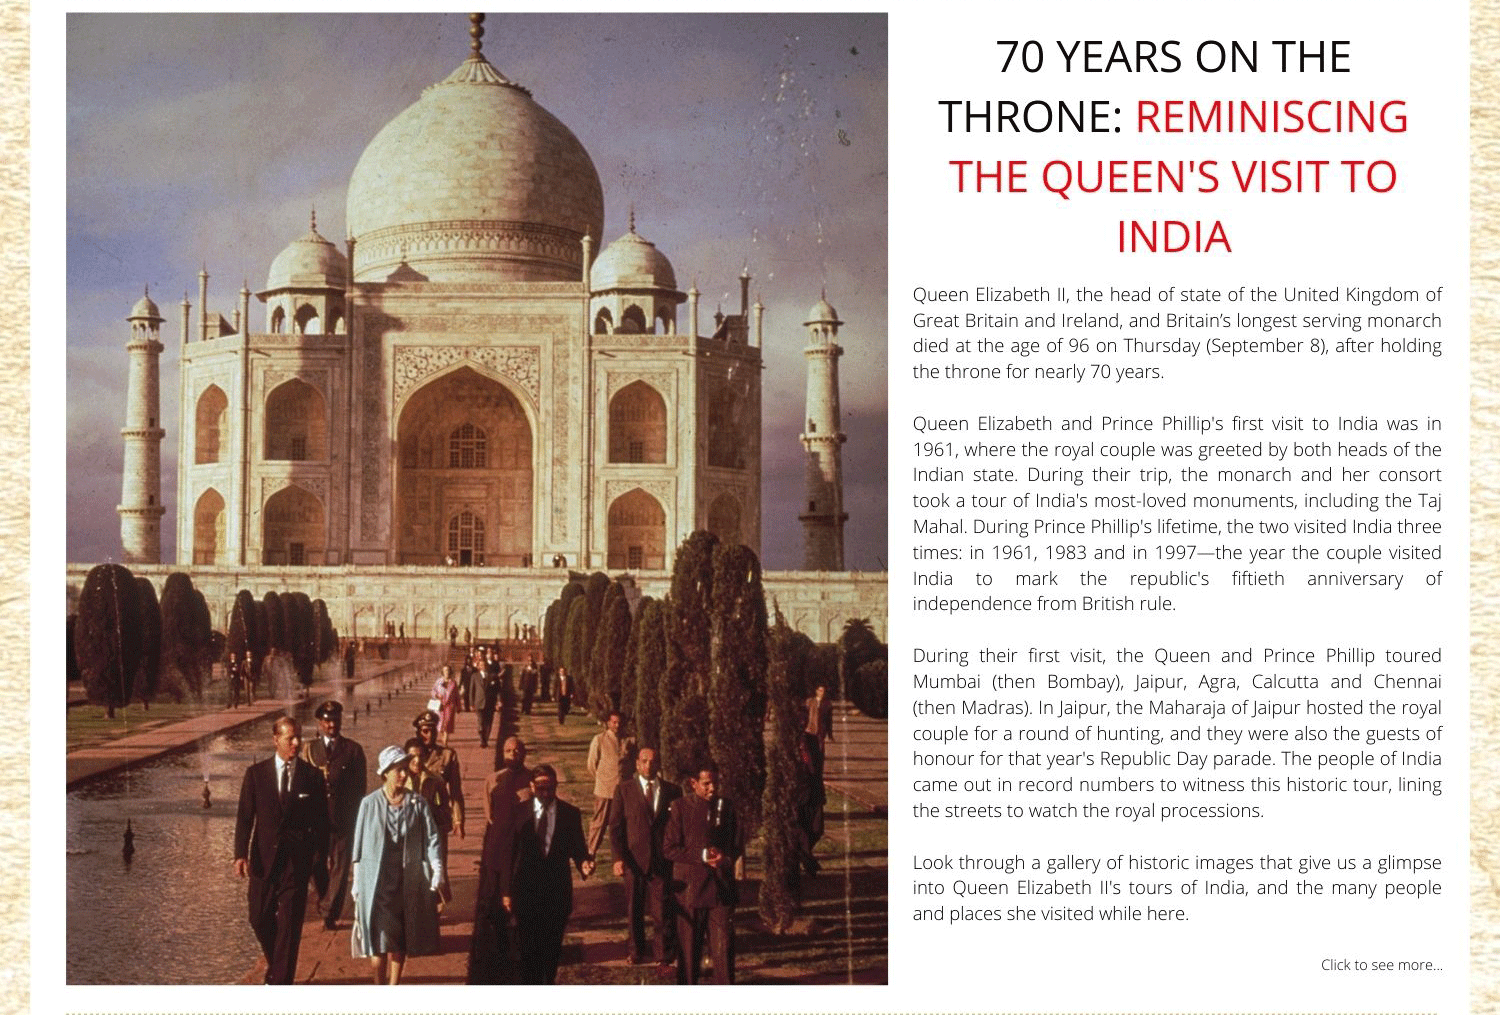 70 YEARS ON THE
THRONE: REMINISCING
THE QUEEN'S VISIT TO
INDIA
Queen Elizabeth II, the head of state of the United Kingdom of
Great Britain and Ireland, and Britain’s longest serving monarch
died at the age of 96 on Thursday (September 8), after holding
the throne for nearly 70 years.
Queen Elizabeth and Prince Phillip's first visit to India was in
1961, where the royal couple was greeted by both heads of the
Indian state. During their trip, the monarch and her consort
took a tour of India's most-loved monuments, including the Taj
Mahal. During Prince Phillip's lifetime, the two visited India three
times: in 1961, 1983 and in 1997—the year the couple visited
India to mark the republic's fiftieth anniversary of
independence from British rule.
During their first visit, the Queen and Prince Phillip toured
Mumbai (then Bombay), Jaipur, Agra, Calcutta and Chennai
(then Madras). In Jaipur, the Maharaja of Jaipur hosted the royal
couple for a round of hunting, and they were also the guests of
honour for that year's Republic Day parade. The people of India
came out in record numbers to witness this historic tour, lining
the streets to watch the royal processions.
Look through a gallery of historic images that give us a glimpse
into Queen Elizabeth II's tours of India, and the many people
and places she visited while here.
Click to see more...